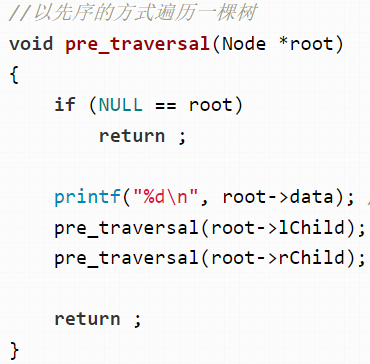 //以先序的方式遍历一棵树
void pre_traversal(Node *root)
{
    if (NULL == root)
        return ;
    printf("%d\n", root->data); /
    pre_traversal(root->lChild);
    pre_traversal(root->rChild);
    return ;
}